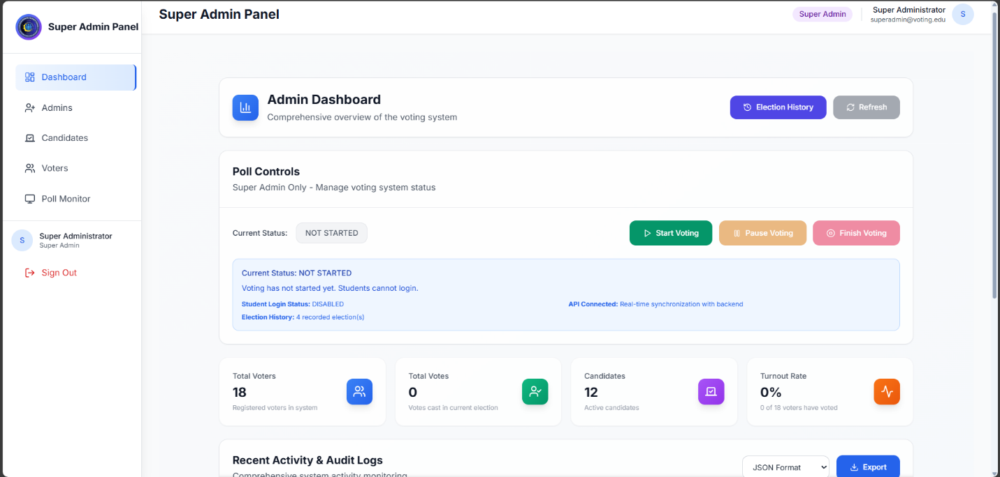 Super Admin Panel
Dashboard
Admins
Candidates
Voters
Poll Monitor
S
Super Administrator
Super Admin
Sign Out
Super Admin Panel
Super Admin
Super Administrator
superadmin@voting.edu
S
Admin Dashboard
Comprehensive overview of the voting system
Election History
Refresh
Poll Controls
Super Admin Only - Manage voting system status
Current Status: NOT STARTED
Start Voting
Pause Voting
Finish Voting
Current Status: NOT STARTED
Voting has not started yet. Students cannot login.
Student Login Status: DISABLED
API Connected: Real-time synchronization with backend
Election History: 4 recorded election(s)
Total Voters
18
Registered voters in system
Total Votes
0
Votes cast in current election
Candidates
12
Active candidates
Turnout Rate
0%
0 of 18 voters have voted
Recent Activity & Audit Logs
Comprehensive system activity monitoring
JSON Format
Export